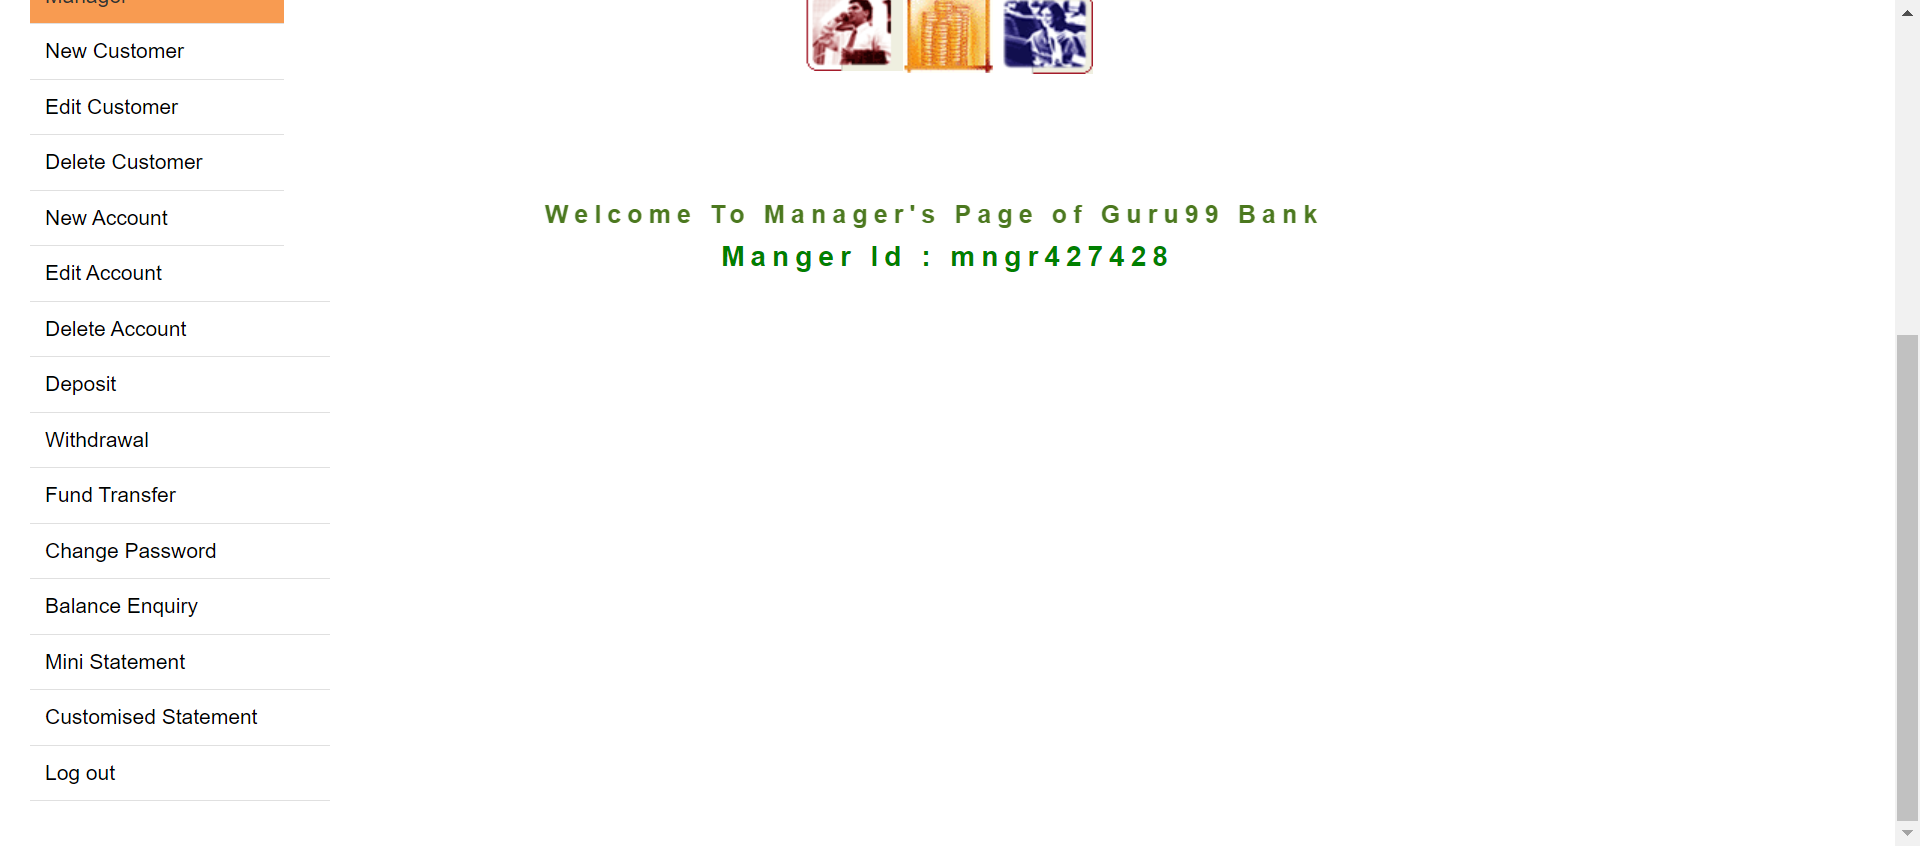 Manager
New Customer
Edit Customer
Delete Customer
New Account
Edit Account
Delete Account
Deposit
Withdrawal
Fund Transfer
Change Password
Balance Enquiry
Mini Statement
Customised Statement
Log out
Welcome To Manager's Page of Guru99 Bank
Manger Id : mngr427428